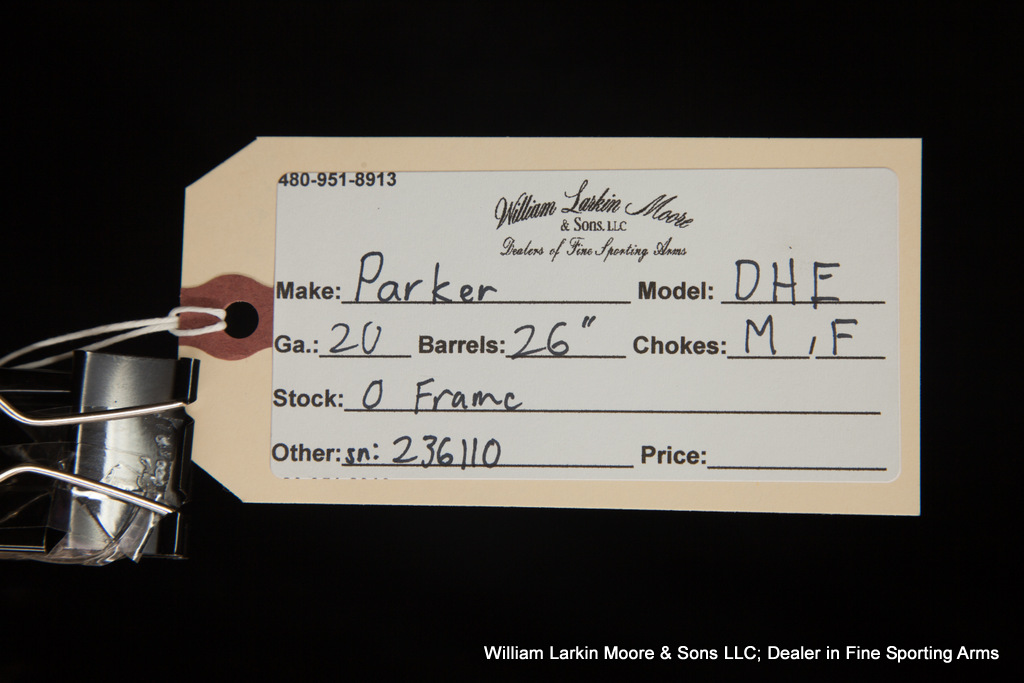 480-951-8913
William Larkin Moore
& Sons. LLC
Dealers of Fine Sporting Arms
Make: Parker Model: DHE
Ga.: 20 Barrels: 26" Chokes: M , F
Stock: 0 Frame
Other: sn: 236110 Price:
William Larkin Moore & Sons LLC; Dealer in Fine Sporting Arms